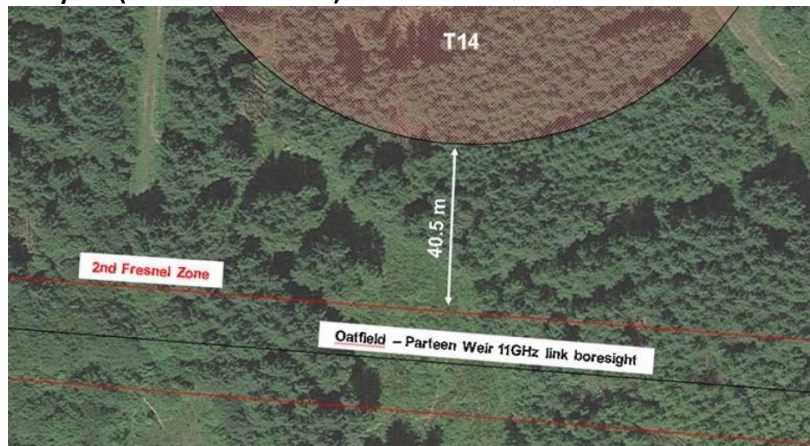 T14
40.5 m
2nd Fresnel Zone
Oatfield – Parteen Weir 11GHz link boresight